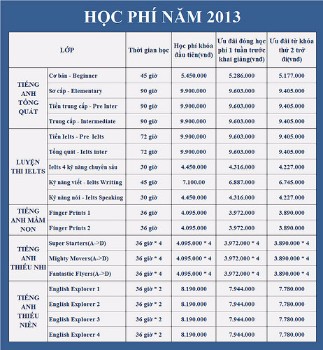 HỌC PHÍ NĂM 2013
LỚP Thời gian học Học phí khóa đầu tiên(vnđ) Ưu đãi đóng học phí 1 tuần trước khai giảng(vnđ) Ưu đãi từ khóa thứ 2 trở đi(vnđ)
TIẾNG ANH TỔNG QUÁT
Cơ bản - Beginner 45 giờ 5.450.000 5.286.000 5.177.000
Sơ cấp - Elementary 90 giờ 9.900.000 9.603.000 9.405.000
Tiền trung cấp - Pre Inter 90 giờ 9.900.000 9.603.000 9.405.000
Trung cấp - Intermediate 90 giờ 9.900.000 9.603.000 9.405.000
LUYỆN THI IELTS
Tiền Ielts - Pre Ielts 72 giờ 9.900.000 9.603.000 9.405.000
Tổng quát - Ielts inter 72 giờ 9.900.000 9.603.000 9.405.000
Ielts 4 kỹ năng chuyên sâu 30 giờ 4.450.000 4.316.000 4.227.000
Kỹ năng viết - Ielts Writing 45 giờ 7.100.000 6.887.000 6.745.000
Kỹ năng nói - Ielts Speaking 30 giờ 4.450.000 4.316.000 4.227.000
TIẾNG ANH MẦM NON
Finger Prints 1 36 giờ 4.095.000 3.972.000 3.890.000
Finger Prints 2 36 giờ 4.095.000 3.972.000 3.890.000
TIẾNG ANH THIẾU NHI
Super Starters(A->D) 36 giờ * 4 4.095.000 * 4 3.972.000 * 4 3.890.000 * 4
Mighty Movers(A->D) 36 giờ * 4 4.095.000 * 4 3.972.000 * 4 3.890.000 * 4
Fantastic Flyers(A->D) 36 giờ * 4 4.095.000 * 4 3.972.000 * 4 3.890.000 * 4
TIẾNG ANH THIẾU NIÊN
English Explorer 1 36 giờ * 2 8.190.000 7.944.000 7.780.000
English Explorer 2 36 giờ * 2 8.190.000 7.944.000 7.780.000
English Explorer 3 36 giờ * 2 8.190.000 7.944.000 7.780.000
English Explorer 4 36 giờ * 2 8.190.000 7.944.000 7.780.000